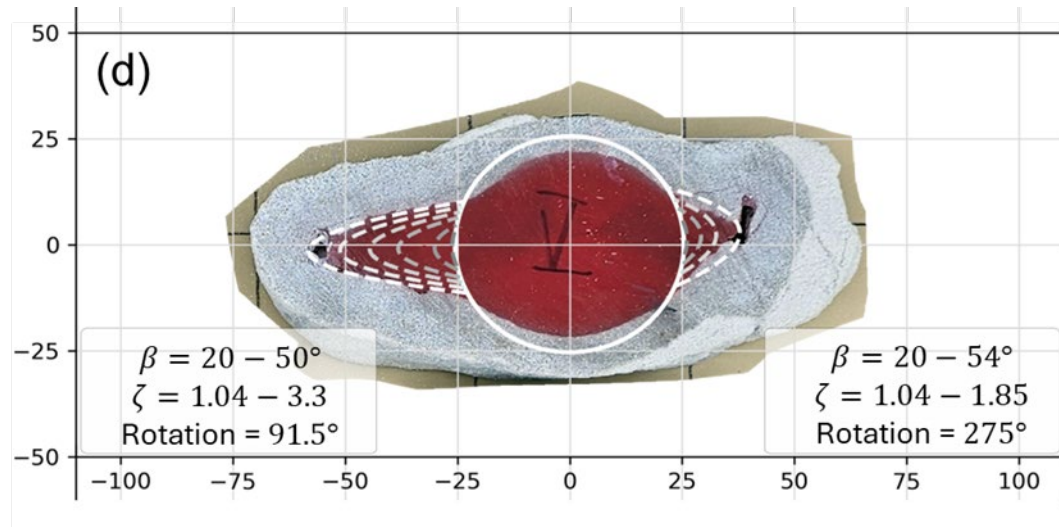 50
(d)
25
0
−25
−50
β = 20 − 50°
ζ = 1.04 − 3.3
Rotation = 91.5°
β = 20 − 54°
ζ = 1.04 − 1.85
Rotation = 275°
V
−100 −75 −50 −25 0 25 50 75 100